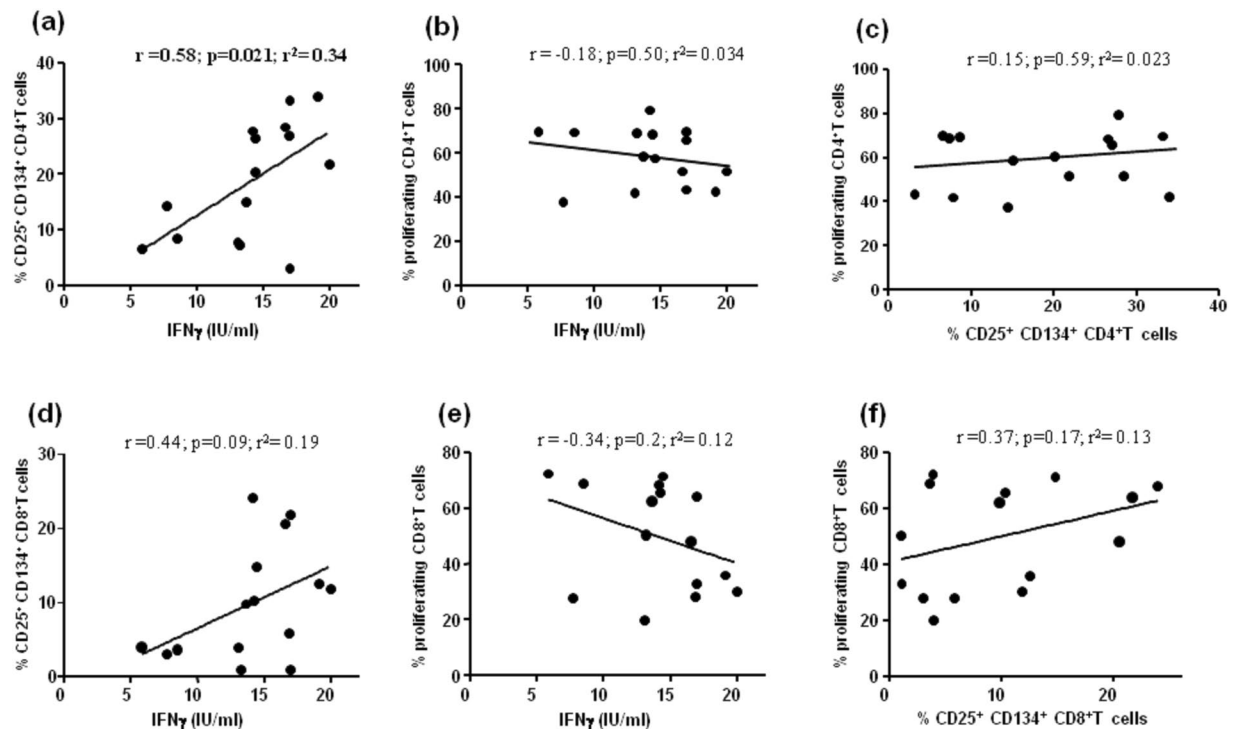 (a)
r =0.58; p=0.021; r²= 0.34
% CD25⁺ CD134⁺ CD4⁺T cells
40
30
20
10
0
0 5 10 15 20
IFNγ (IU/ml)
(b)
r = -0.18; p=0.50; r²= 0.034
% proliferating CD4⁺T cells
100
80
60
40
20
0
0 5 10 15 20
IFNγ (IU/ml)
(c)
r=0.15; p=0.59; r²= 0.023
% proliferating CD4⁺T cells
100
80
60
40
20
0
0 10 20 30 40
% CD25⁺ CD134⁺ CD4⁺T cells
(d)
r=0.44; p=0.09; r²= 0.19
% CD25⁺ CD134⁺ CD8⁺T cells
30
20
10
0
0 5 10 15 20
IFNγ (IU/ml)
(e)
r = -0.34; p=0.2; r²= 0.12
% proliferating CD8⁺T cells
80
60
40
20
0
0 5 10 15 20
IFNγ (IU/ml)
(f)
r=0.37; p=0.17; r²= 0.13
% proliferating CD8⁺T cells
80
60
40
20
0
0 10 20
% CD25⁺ CD134⁺ CD8⁺T cells